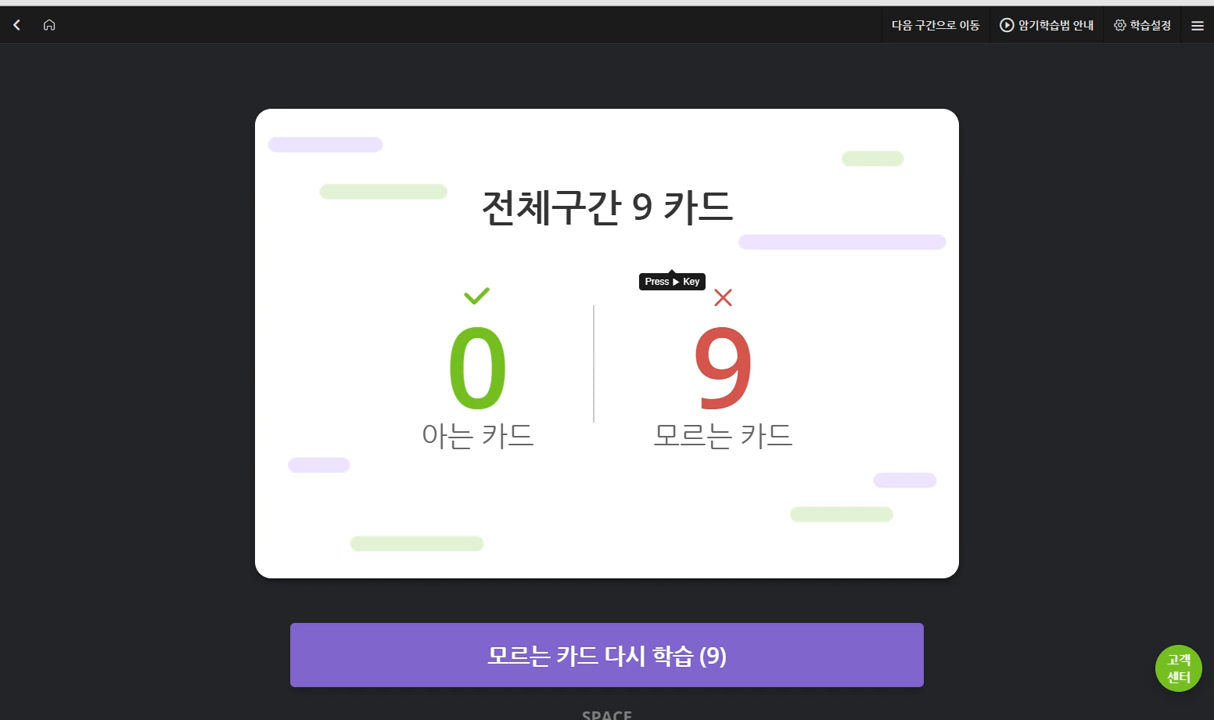 다음 구간으로 이동
암기학습법 안내
학습설정
전체구간 9 카드
Press ▶ Key
0
9
아는 카드
모르는 카드
모르는 카드 다시 학습 (9)
고객
센터
SPACE